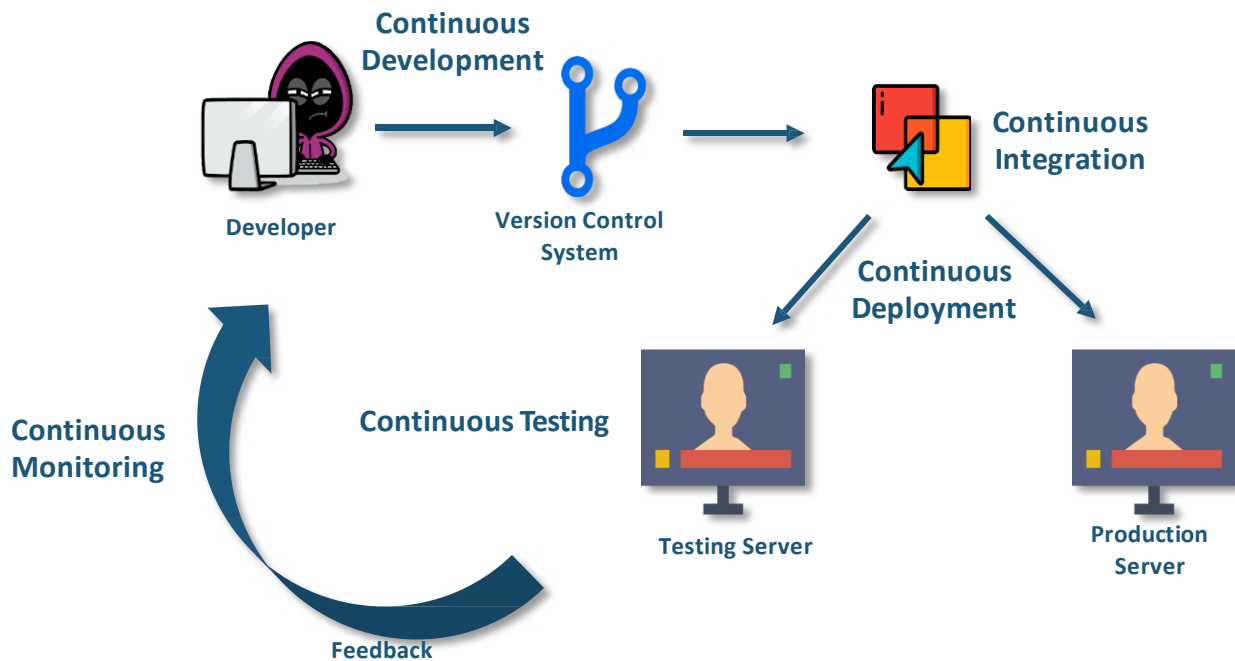 Continuous
Development
Developer
Version Control
System
Continuous
Integration
Continuous
Deployment
Continuous Testing
Testing Server
Production
Server
Continuous
Monitoring
Feedback